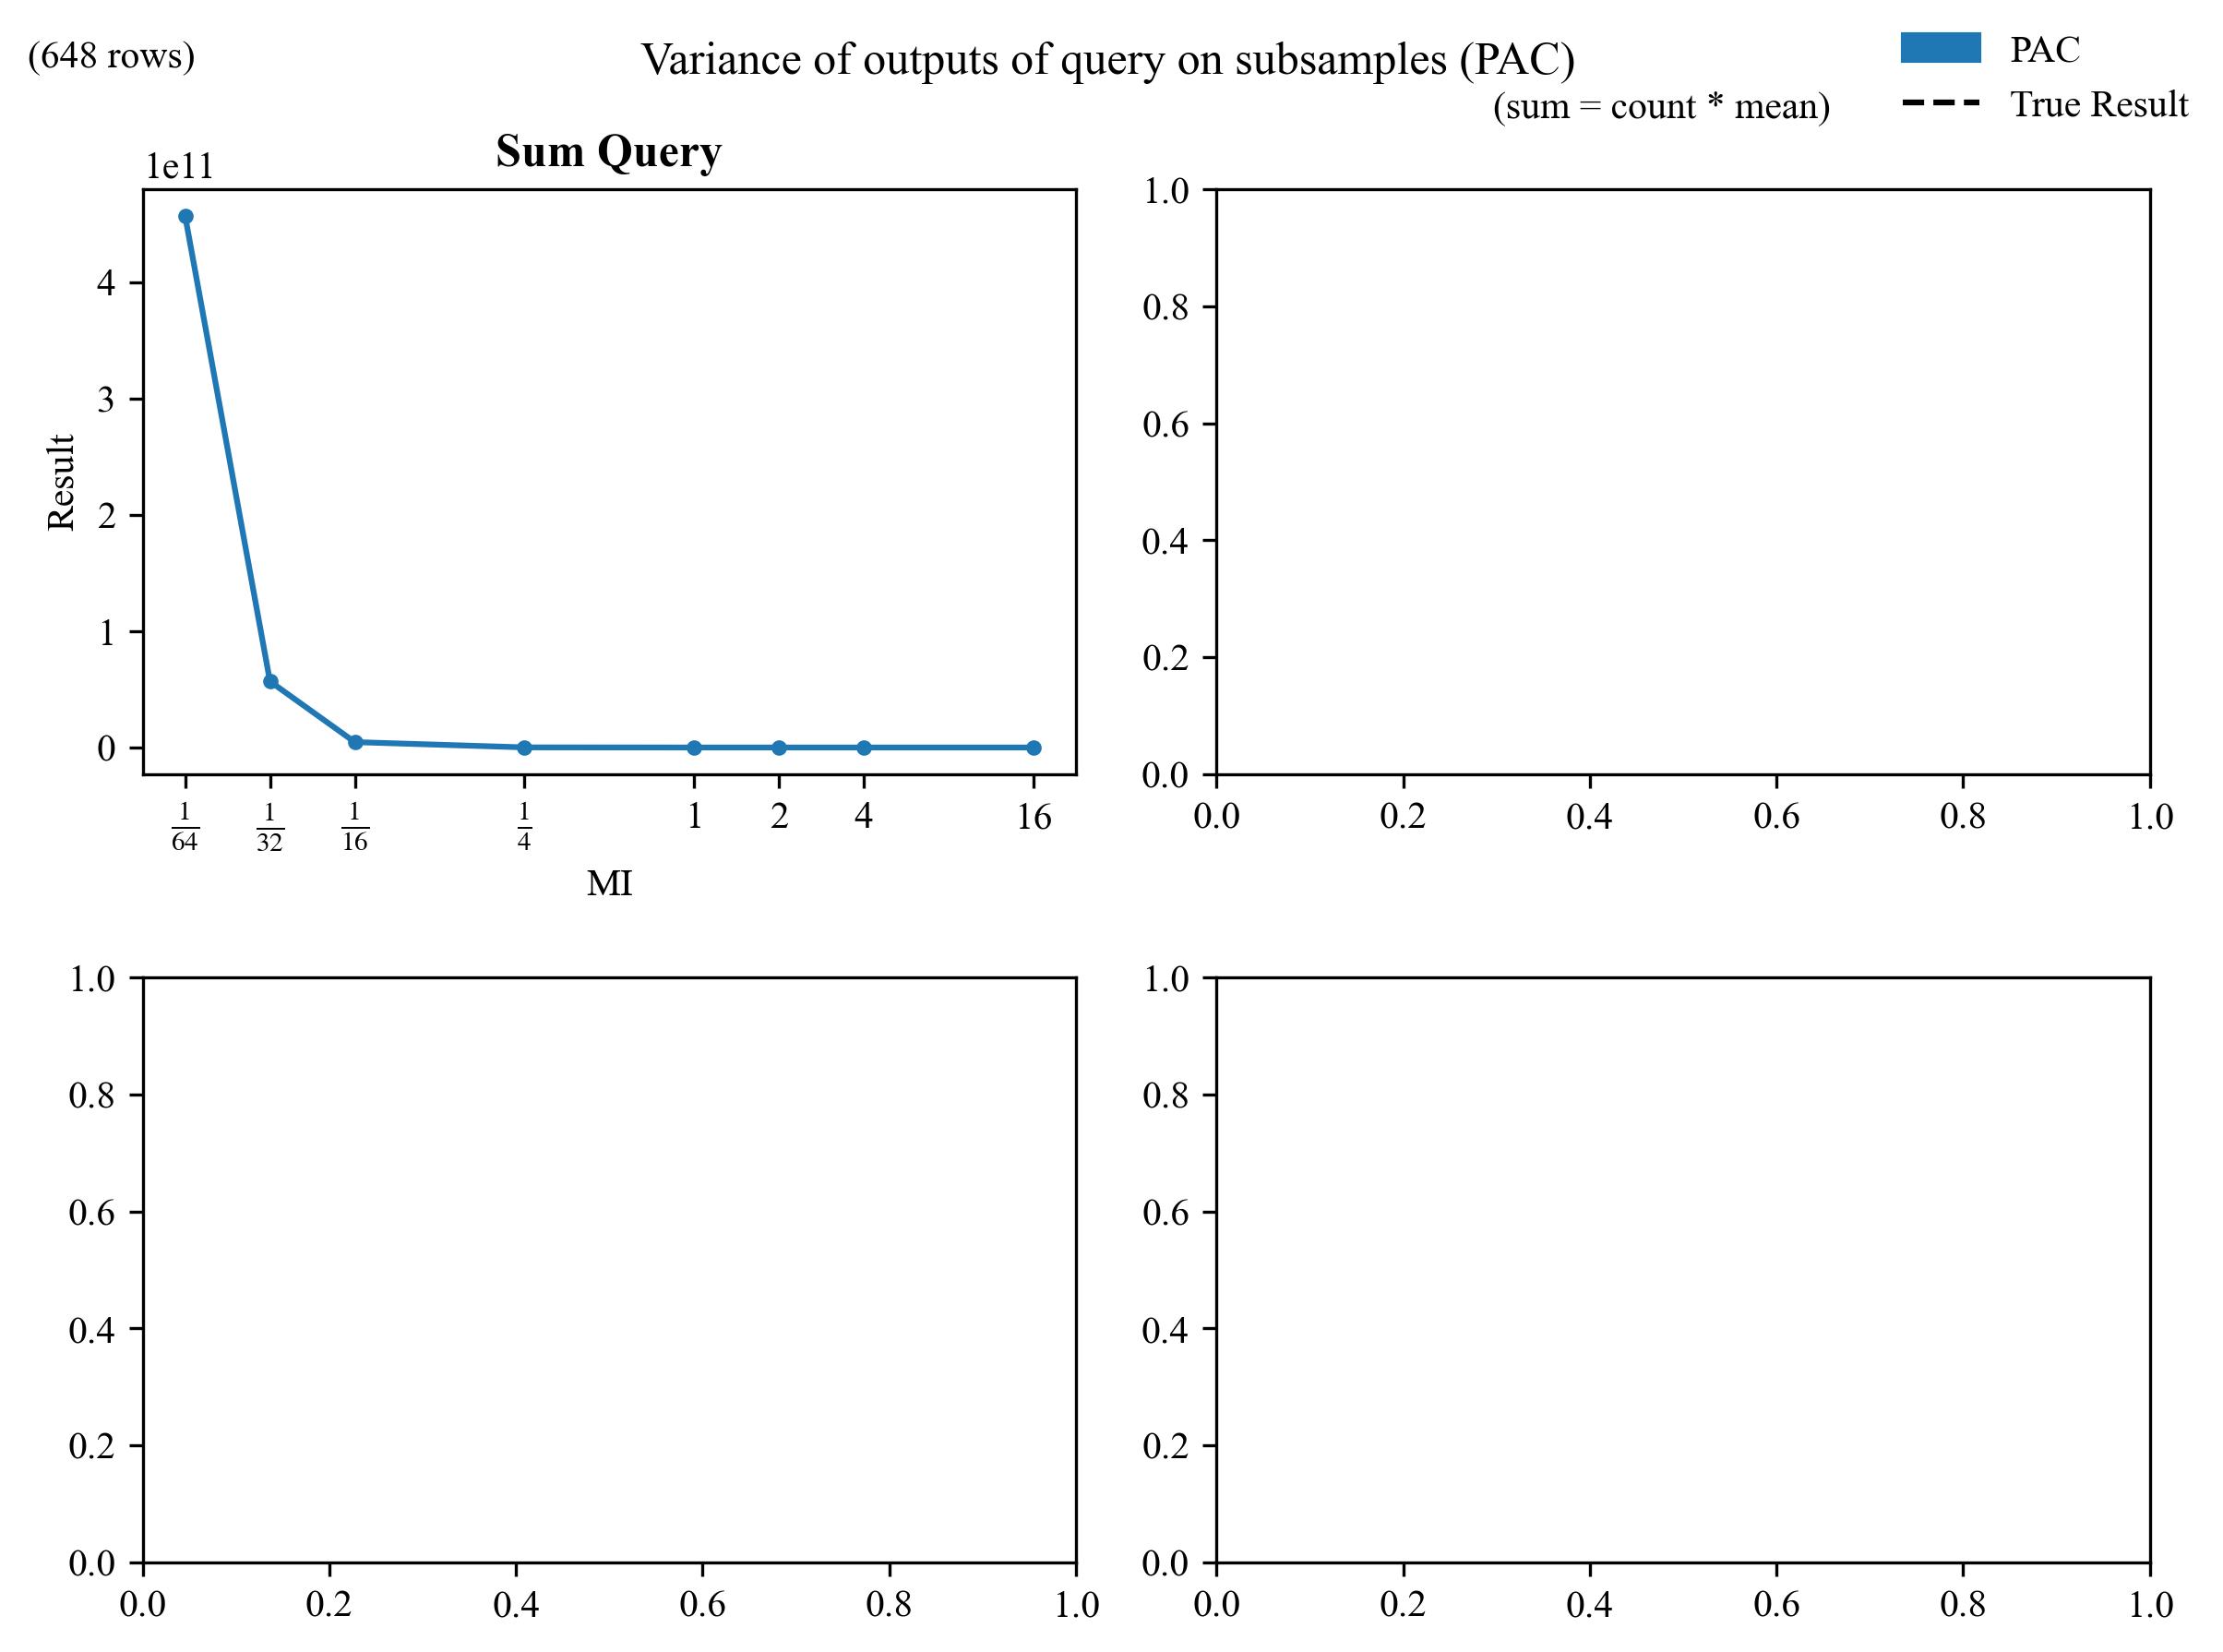 (648 rows)
Variance of outputs of query on subsamples (PAC)
(sum = count * mean)
PAC
True Result
Sum Query
1e11
4
3
2
1
0
Result
1/64 1/32 1/16 1/4 1 2 4 16
MI
1.0
0.8
0.6
0.4
0.2
0.0
0.0 0.2 0.4 0.6 0.8 1.0
1.0
0.8
0.6
0.4
0.2
0.0
0.0 0.2 0.4 0.6 0.8 1.0
1.0
0.8
0.6
0.4
0.2
0.0
0.0 0.2 0.4 0.6 0.8 1.0